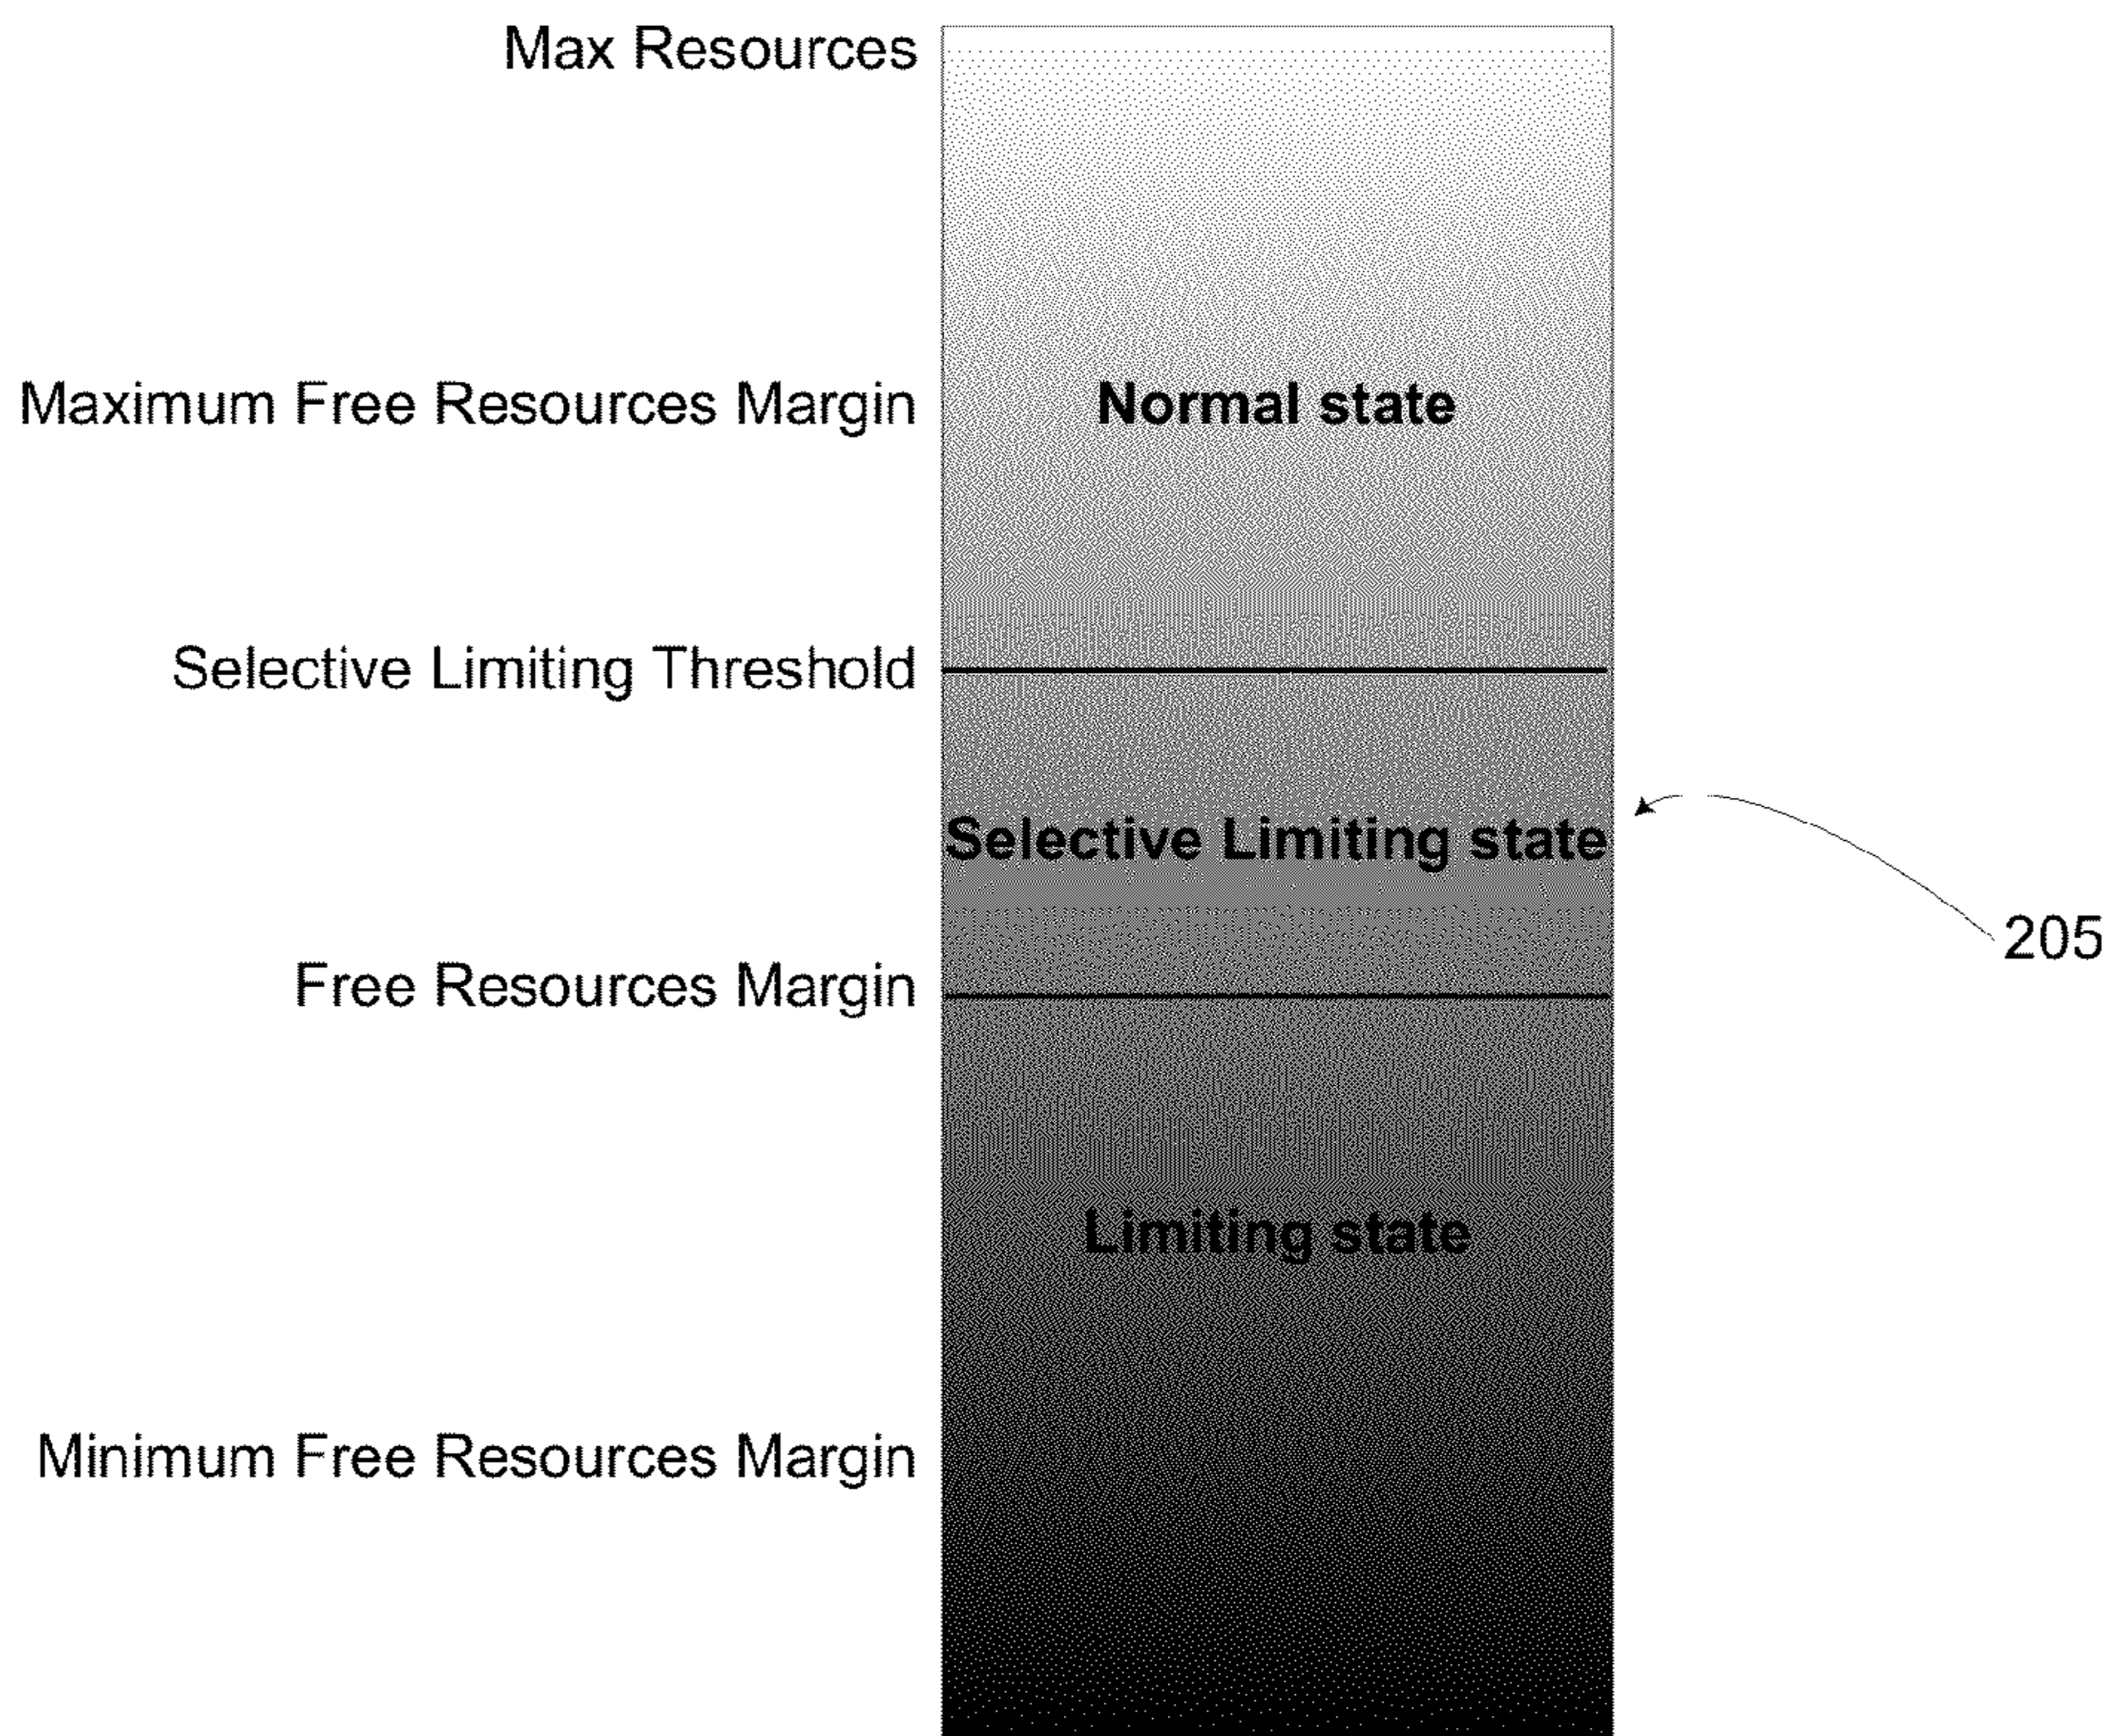 Max Resources
Maximum Free Resources Margin
Normal state
Selective Limiting Threshold
Selective Limiting state
205
Free Resources Margin
Limiting state
Minimum Free Resources Margin